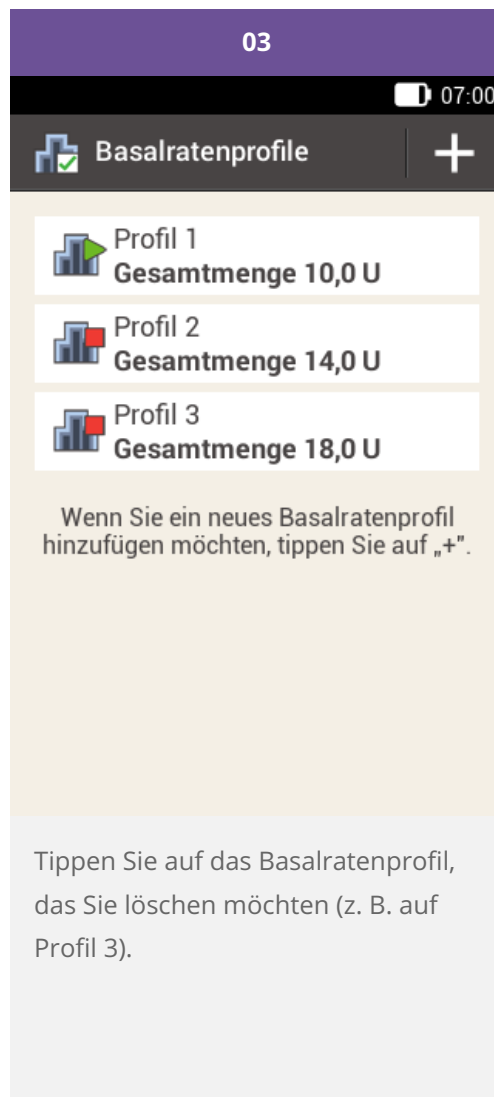 03
07:00
Basalratenprofile
Profil 1
Gesamtmenge 10,0 U
Profil 2
Gesamtmenge 14,0 U
Profil 3
Gesamtmenge 18,0 U
Wenn Sie ein neues Basalratenprofil
hinzufügen möchten, tippen Sie auf „+".
Tippen Sie auf das Basalratenprofil,
das Sie löschen möchten (z. B. auf
Profil 3).